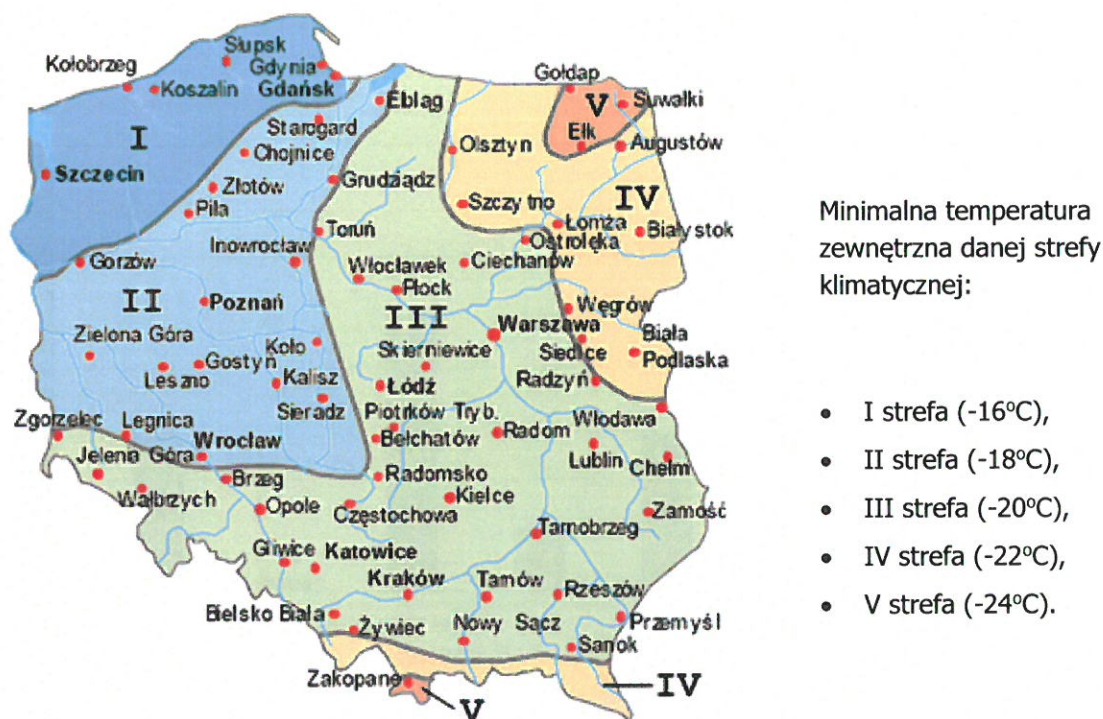 Słupsk
Kołobrzeg
Gdynia
Koszalin
Gdańsk
Gołdap
V
Suwałki
Eblag
Starogard
I
Ełk
Augustów
Chojnice
Olsztyn
Szczecin
Złotów
Grudziądz
IV
Piła
Szczytno
Łomża
Białystok
Toruń
Inowrocław
Ostrołęka
Gorzów
Ciechanów
Włocławek
Płock
II
Poznań
III
Węgrów
Warszawa
Biała
Podlaska
Zielona Góra
Koło
Skierniewice
Siedlce
Gostyń
Leszno
Kalisz
Łódź
Radzyń
Sieradz
Zgorzelec
Legnica
Piotrków Tryb.
Włodawa
Wrocław
Bełchatów
Radom
Jelenia Góra
Lublin
Chełm
Brzeg
Radomsko
Wałbrzych
Kielce
Opole
Częstochowa
Zamość
Tarnobrzeg
Gliwice
Katowice
Kraków
Tarnów
Rzeszów
Bielsko Biała
Żywiec
Nowy Sącz
Przemyśl
Sanok
Zakopane
V
IV
Minimalna temperatura
zewnętrzna danej strefy
klimatycznej:
• I strefa (-16°C),
• II strefa (-18°C),
• III strefa (-20°C),
• IV strefa (-22°C),
• V strefa (-24°C).